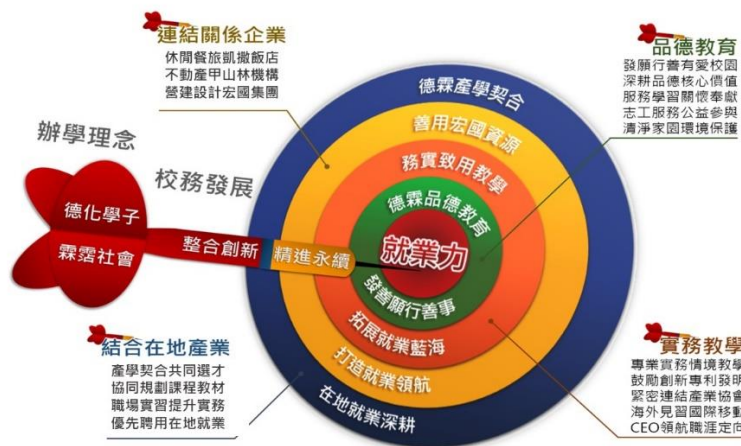 連結關係企業
休閒餐旅凱撒飯店
不動產甲山林機構
營建設計宏國集團
品德教育
發願行善有愛校園
深耕品德核心價值
服務學習關懷奉獻
志工服務公益參與
清淨家園環境保護
辦學理念
校務發展
德化學子
霖霑社會
整合創新
精進永續
德霖產學契合
善用宏國資源
務實致用教學
德霖品德教育
就業力
發善願行善事
拓展就業藍海
打造就業領航
在地就業深耕
結合在地產業
產學契合共同選才
協同規劃課程教材
職場實習提升實務
優先聘用在地就業
實務教學
專業實務情境教學
鼓勵創新專利發明
緊密連結產業協會
海外見習國際移動
CEO領航職涯定向